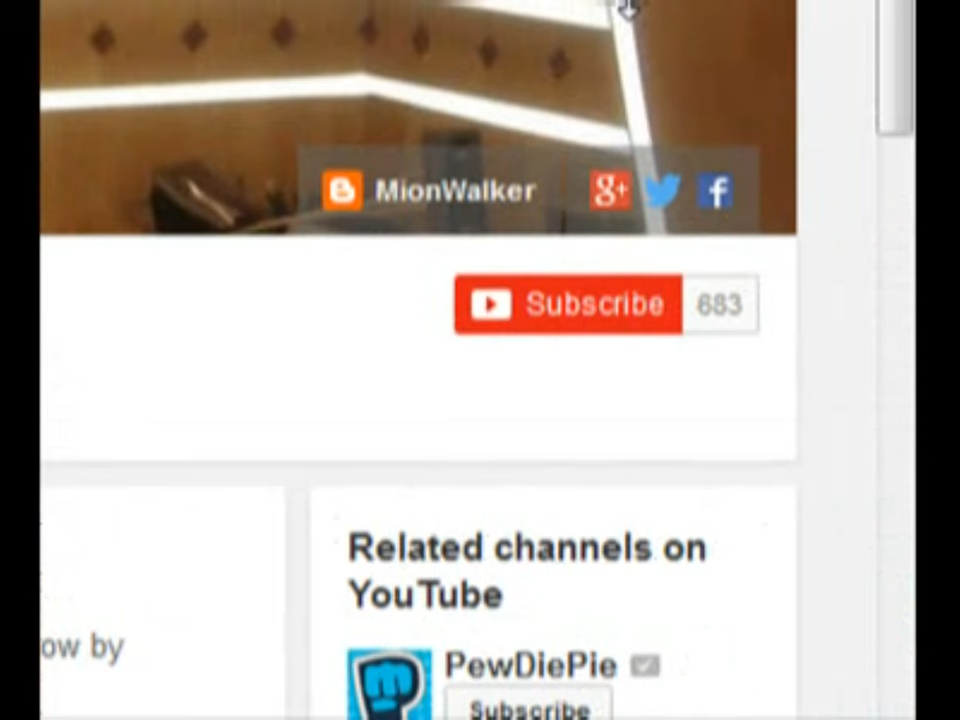 MionWalker
g+
f
Subscribe 683
Related channels on
YouTube
ow by
PewDiePie
Subscribe